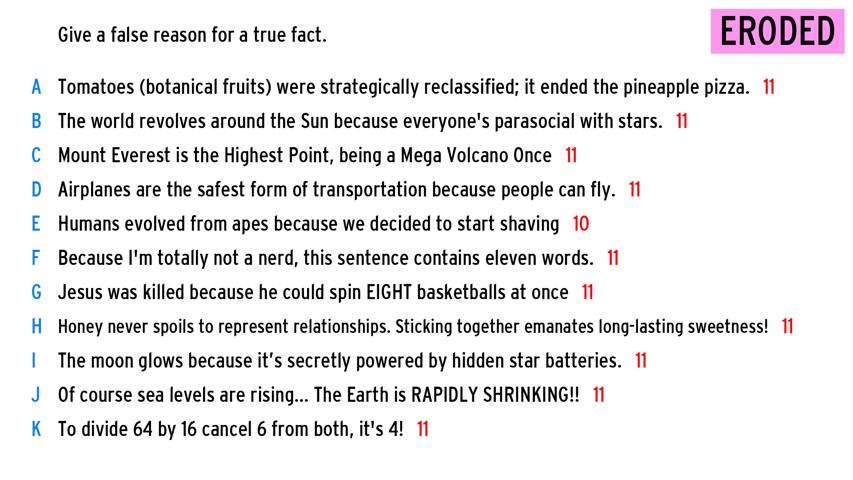 Give a false reason for a true fact.
ERODED
A Tomatoes (botanical fruits) were strategically reclassified; it ended the pineapple pizza. 11
B The world revolves around the Sun because everyone's parasocial with stars. 11
C Mount Everest is the Highest Point, being a Mega Volcano Once 11
D Airplanes are the safest form of transportation because people can fly. 11
E Humans evolved from apes because we decided to start shaving 10
F Because I'm totally not a nerd, this sentence contains eleven words. 11
G Jesus was killed because he could spin EIGHT basketballs at once 11
H Honey never spoils to represent relationships. Sticking together emanates long-lasting sweetness! 11
I The moon glows because it’s secretly powered by hidden star batteries. 11
J Of course sea levels are rising... The Earth is RAPIDLY SHRINKING!! 11
K To divide 64 by 16 cancel 6 from both, it's 4! 11